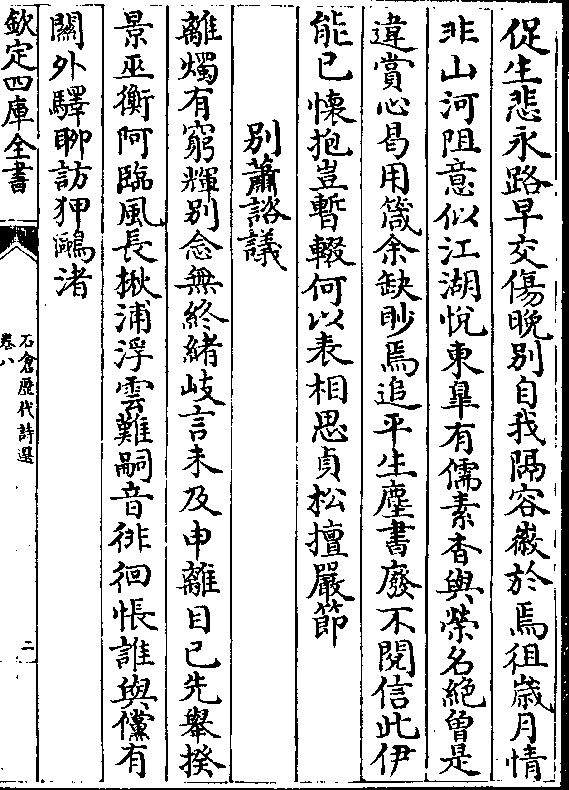 促生悲永路早交傷晚别自我隔容徽於焉徂歳月情
非山河阻意似江湖悅東皐有儒素杳與榮名絶曾是
違賞心曷用箴余缺眇焉追平生塵書廢不閱信此伊
能已懷抱豈暫輟何以表相思貞松擅嚴節
别蕭諮議
離燭有窮輝别念無終緒岐言未及申離目已先舉揆
景巫衡阿臨風長楸浦浮雲難嗣音徘徊悵誰與儻有
關外驛聊訪狎鷗渚
欽定四庫全書
石倉歴代詩選
卷八
二